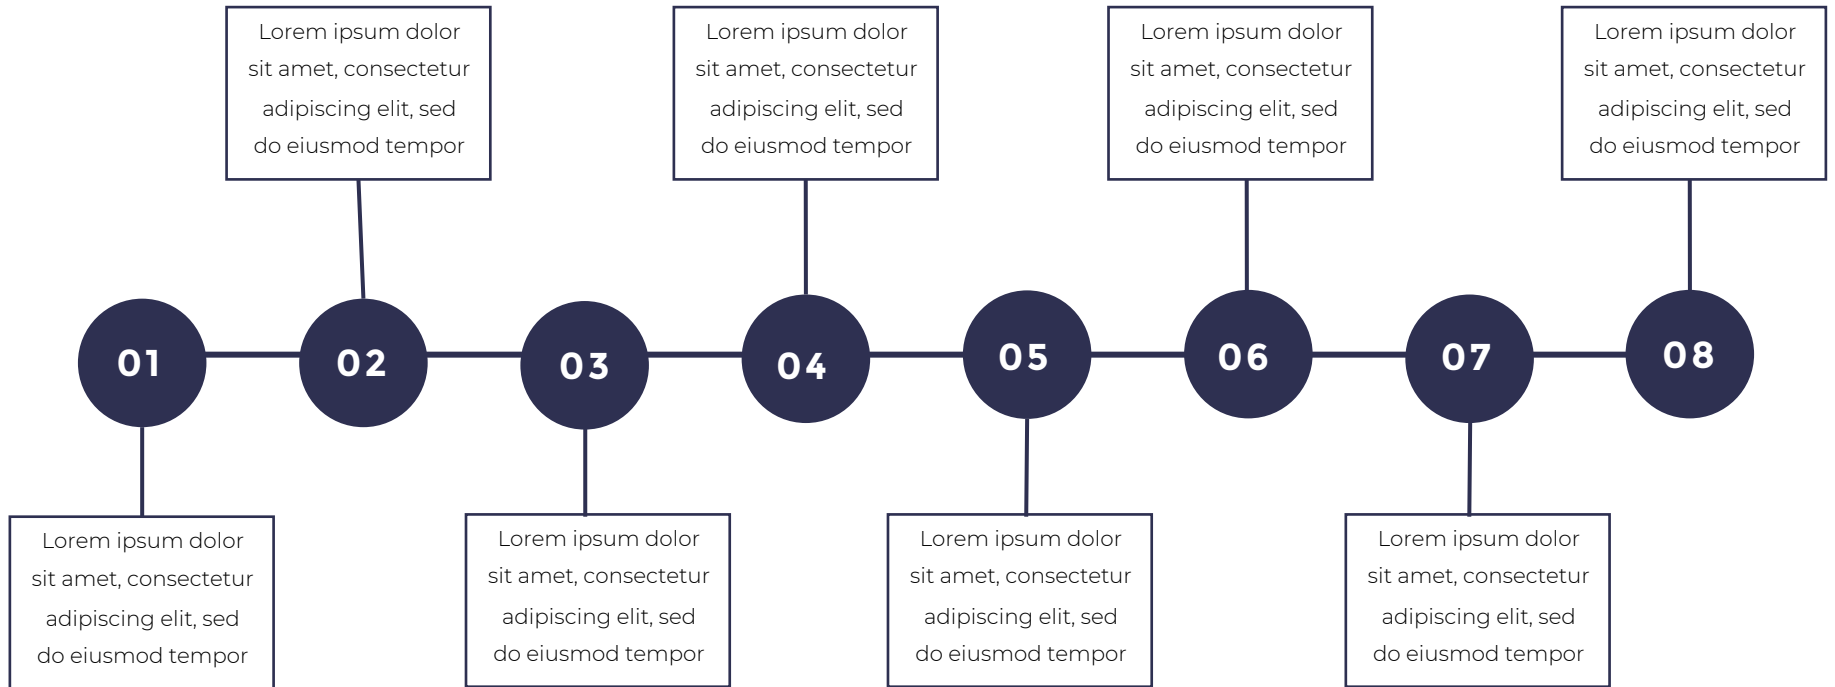 Lorem ipsum dolor
sit amet, consectetur
adipiscing elit, sed
do eiusmod tempor
Lorem ipsum dolor
sit amet, consectetur
adipiscing elit, sed
do eiusmod tempor
Lorem ipsum dolor
sit amet, consectetur
adipiscing elit, sed
do eiusmod tempor
Lorem ipsum dolor
sit amet, consectetur
adipiscing elit, sed
do eiusmod tempor
01
02
03
04
05
06
07
08
Lorem ipsum dolor
sit amet, consectetur
adipiscing elit, sed
do eiusmod tempor
Lorem ipsum dolor
sit amet, consectetur
adipiscing elit, sed
do eiusmod tempor
Lorem ipsum dolor
sit amet, consectetur
adipiscing elit, sed
do eiusmod tempor
Lorem ipsum dolor
sit amet, consectetur
adipiscing elit, sed
do eiusmod tempor